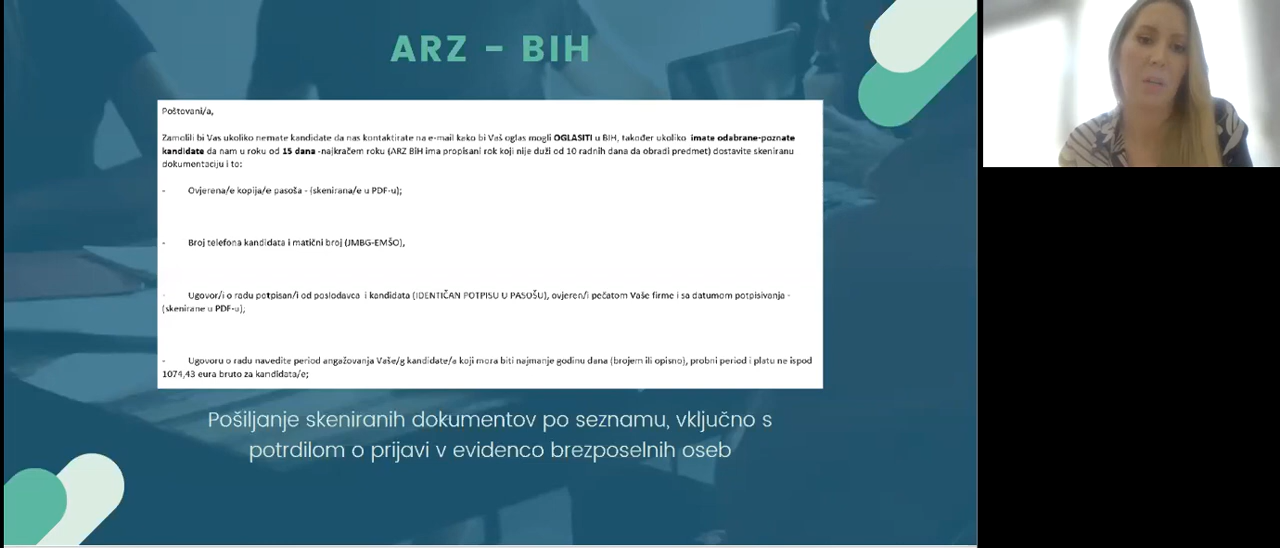 ARZ - BIH
Poštovani/a,
Zamolili bi Vas ukoliko nemate kandidate da nas kontaktirate na e-mail kako bi Vaš oglas mogli OGLASITI u BIH, također ukoliko imate odabrane-poznate
kandidate da nam u roku od 15 dana -najkraćem roku (ARZ BiH ima propisani rok koji nije duži od 10 radnih dana da obradi predmet) dostavite skeniranu
dokumentaciju i to:
- Ovjerena/e kopija/e pasoša - (skenirana/e u PDF-u);
- Broj telefona kandidata i matični broj (JMBG-EMŠO),
- Ugovor/i o radu potpisan/i od poslodavca i kandidata (IDENTIČAN POTPISU U PASOŠU), ovjeren/i pečatom Vaše firme i sa datumom potpisivanja -
(skenirane u PDF-u);
- Ugovoru o radu navedite period angažovanja Vaše/g kandidate/a koji mora biti najmanje godinu dana (brojem ili opisno), probni period i platu ne ispod
1074,43 eura bruto za kandidata/e;
Pošiljanje skeniranih dokumentov po seznamu, vključno s
potrdilom o prijavi v evidenco brezposelnih oseb